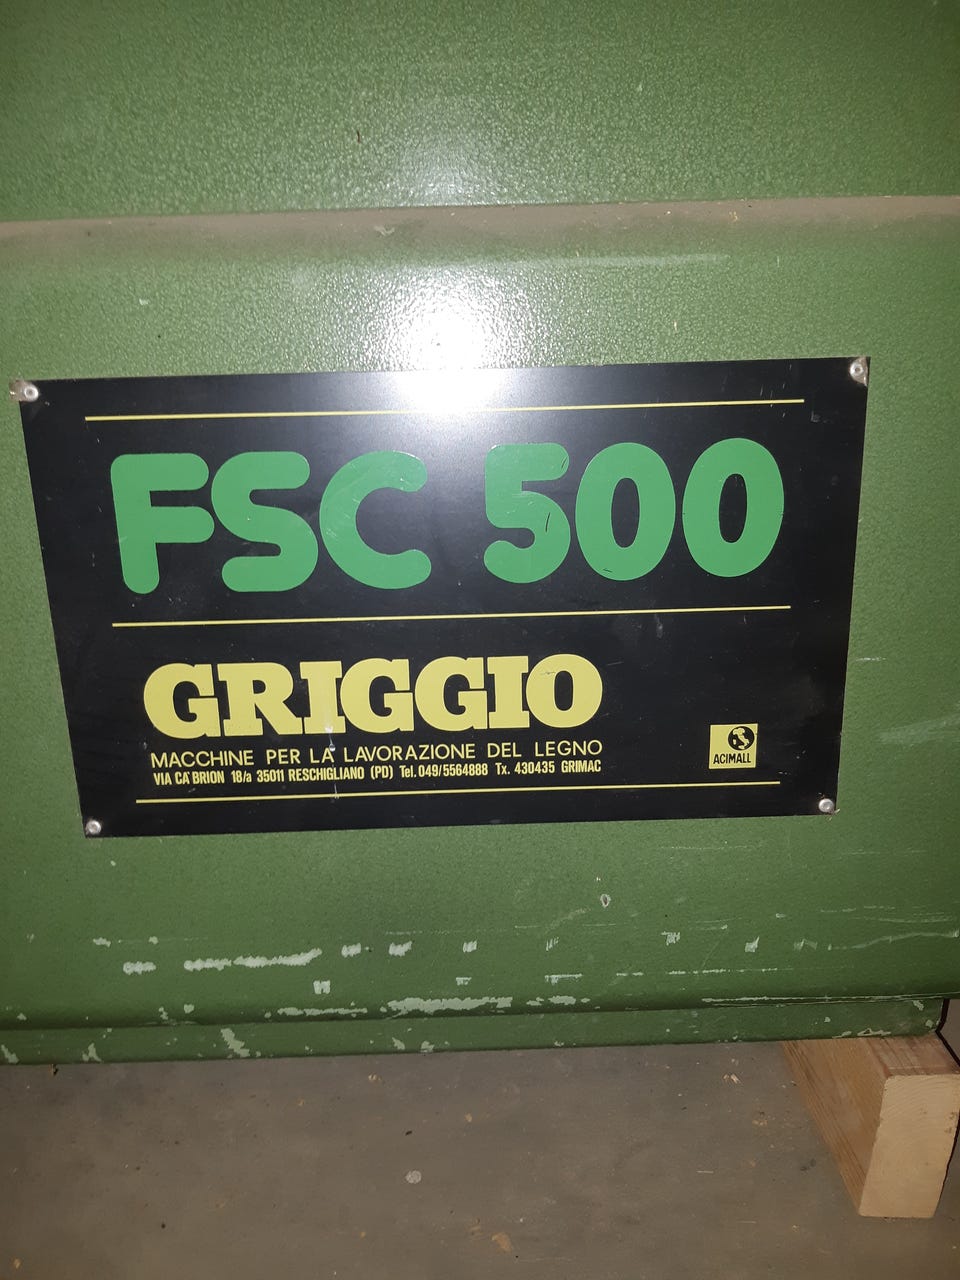 FSC 500
GRIGGIO
MACCHINE PER LA LAVORAZIONE DEL LEGNO
VIA CA' BRION 18/a 35011 RESCHIGLIANO (PD) Tel. 049/5564888 Tx. 430435 GRIMAC
ACIMALL